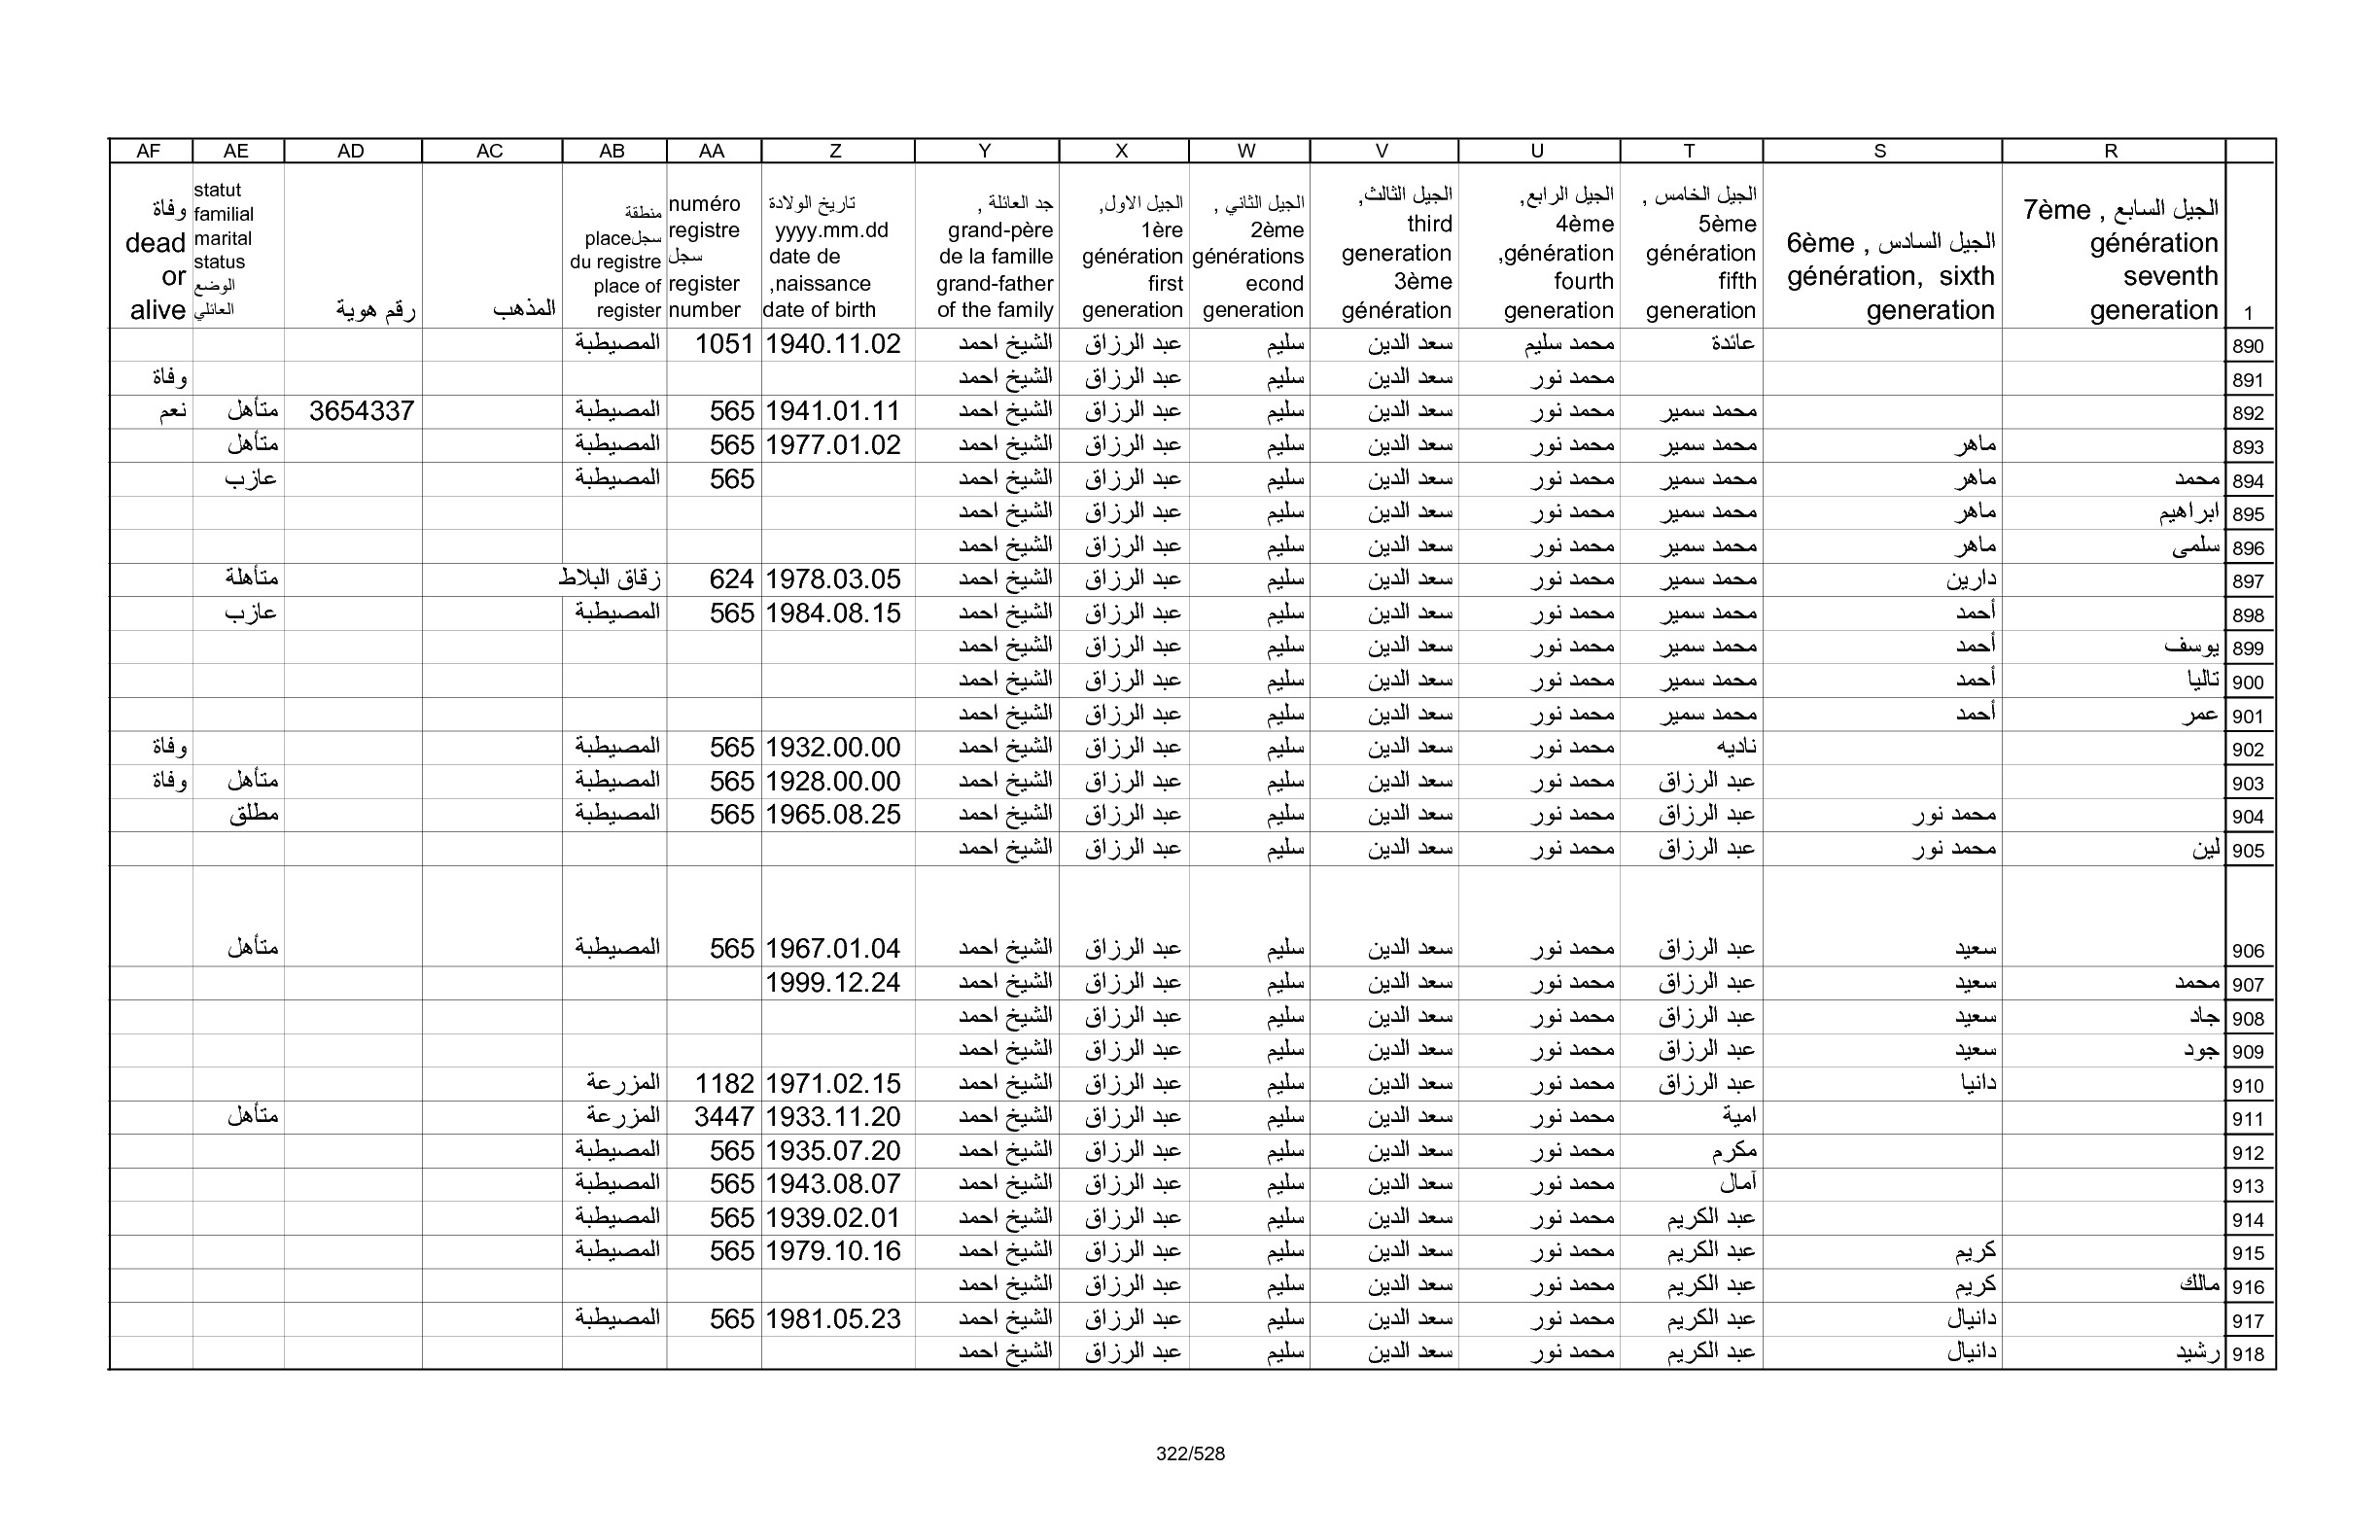 R S T U V W X Y Z AA AB AC AD AE AF
1 الجيل السابع , 7ème génération seventh generation الجيل السادس , 6ème génération, sixth generation الجيل الخامس , 5ème génération fifth generation الجيل الرابع, 4ème génération, fourth generation الجيل الثالث, third generation 3ème génération الجيل الثاني , 2ème générations econd generation الجيل الاول, 1ère génération first generation جد العائلة , grand-père de la famille grand-father of the family تاريخ الولادة yyyy.mm.dd date de naissance, date of birth numéro registre سجل register number منطقة سجل place du registre place of register المذهب رقم هوية statut familial marital status الوضع العائلي وفاة dead or alive
890 عائدة محمد سليم سعد الدين سليم عبد الرزاق الشيخ احمد 1940.11.02 1051 المصيطبة
891 محمد نور سعد الدين سليم عبد الرزاق الشيخ احمد وفاة
892 محمد سمير محمد نور سعد الدين سليم عبد الرزاق الشيخ احمد 1941.01.11 565 المصيطبة 3654337 متأهل نعم
893 ماهر محمد سمير محمد نور سعد الدين سليم عبد الرزاق الشيخ احمد 1977.01.02 565 المصيطبة متأهل
894 محمد ماهر محمد سمير محمد نور سعد الدين سليم عبد الرزاق الشيخ احمد 565 المصيطبة عازب
895 ابراهيم ماهر محمد سمير محمد نور سعد الدين سليم عبد الرزاق الشيخ احمد
896 سلمى ماهر محمد سمير محمد نور سعد الدين سليم عبد الرزاق الشيخ احمد
897 دارين محمد سمير محمد نور سعد الدين سليم عبد الرزاق الشيخ احمد 1978.03.05 624 زقاق البلاط متأهلة
898 أحمد محمد سمير محمد نور سعد الدين سليم عبد الرزاق الشيخ احمد 1984.08.15 565 المصيطبة عازب
899 يوسف أحمد محمد سمير محمد نور سعد الدين سليم عبد الرزاق الشيخ احمد
900 تاليا أحمد محمد سمير محمد نور سعد الدين سليم عبد الرزاق الشيخ احمد
901 عمر أحمد محمد سمير محمد نور سعد الدين سليم عبد الرزاق الشيخ احمد
902 ناديه محمد نور سعد الدين سليم عبد الرزاق الشيخ احمد 1932.00.00 565 المصيطبة وفاة
903 عبد الرزاق محمد نور سعد الدين سليم عبد الرزاق الشيخ احمد 1928.00.00 565 المصيطبة متأهل وفاة
904 محمد نور عبد الرزاق محمد نور سعد الدين سليم عبد الرزاق الشيخ احمد 1965.08.25 565 المصيطبة مطلق
905 لين محمد نور عبد الرزاق محمد نور سعد الدين سليم عبد الرزاق الشيخ احمد
906 سعيد عبد الرزاق محمد نور سعد الدين سليم عبد الرزاق الشيخ احمد 1967.01.04 565 المصيطبة متأهل
907 محمد سعيد عبد الرزاق محمد نور سعد الدين سليم عبد الرزاق الشيخ احمد 1999.12.24
908 جاد سعيد عبد الرزاق محمد نور سعد الدين سليم عبد الرزاق الشيخ احمد
909 جود سعيد عبد الرزاق محمد نور سعد الدين سليم عبد الرزاق الشيخ احمد
910 دانيا عبد الرزاق محمد نور سعد الدين سليم عبد الرزاق الشيخ احمد 1971.02.15 1182 المزرعة
911 امية محمد نور سعد الدين سليم عبد الرزاق الشيخ احمد 1933.11.20 3447 المزرعة متأهل
912 مكرم محمد نور سعد الدين سليم عبد الرزاق الشيخ احمد 1935.07.20 565 المصيطبة
913 آمال محمد نور سعد الدين سليم عبد الرزاق الشيخ احمد 1943.08.07 565 المصيطبة
914 عبد الكريم محمد نور سعد الدين سليم عبد الرزاق الشيخ احمد 1939.02.01 565 المصيطبة
915 كريم عبد الكريم محمد نور سعد الدين سليم عبد الرزاق الشيخ احمد 1979.10.16 565 المصيطبة
916 مالك كريم عبد الكريم محمد نور سعد الدين سليم عبد الرزاق الشيخ احمد
917 دانيال عبد الكريم محمد نور سعد الدين سليم عبد الرزاق الشيخ احمد 1981.05.23 565 المصيطبة
918 رشيد دانيال عبد الكريم محمد نور سعد الدين سليم عبد الرزاق الشيخ احمد
322/528